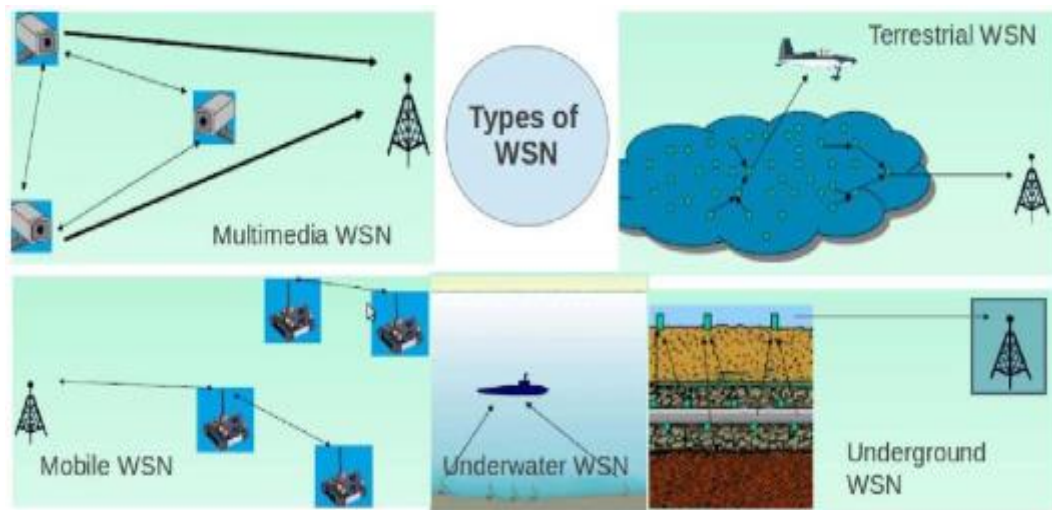 Types of
WSN
Terrestrial WSN
Multimedia WSN
Mobile WSN
Underwater WSN
Underground
WSN